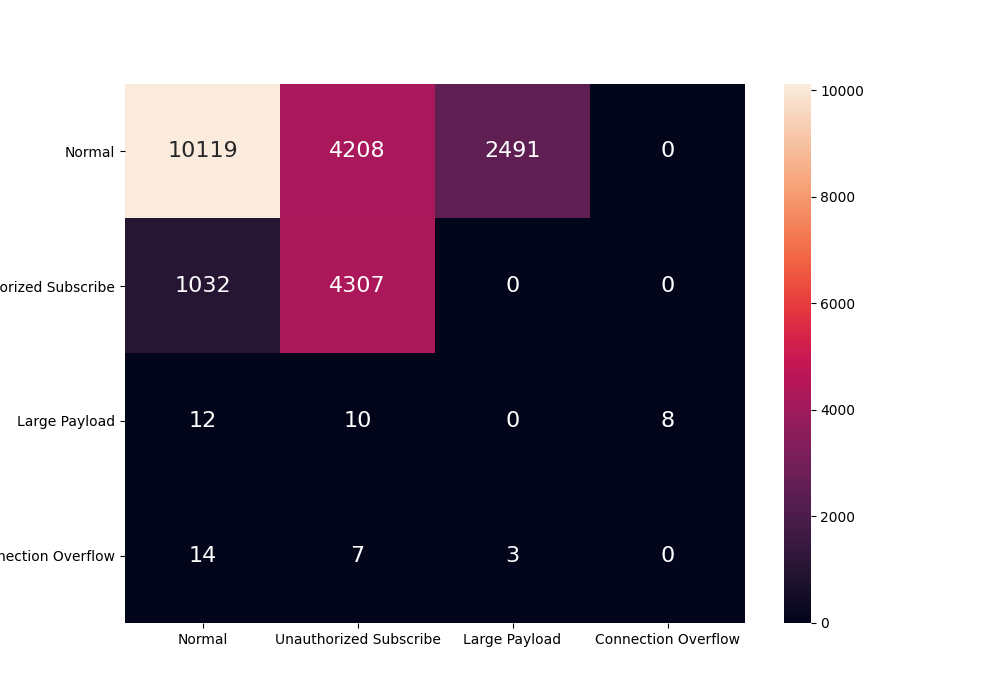 Normal 10119 4208 2491 0
orized Subscribe 1032 4307 0 0
Large Payload 12 10 0 8
nection Overflow 14 7 3 0
Normal Unauthorized Subscribe Large Payload Connection Overflow
10000
8000
6000
4000
2000
0